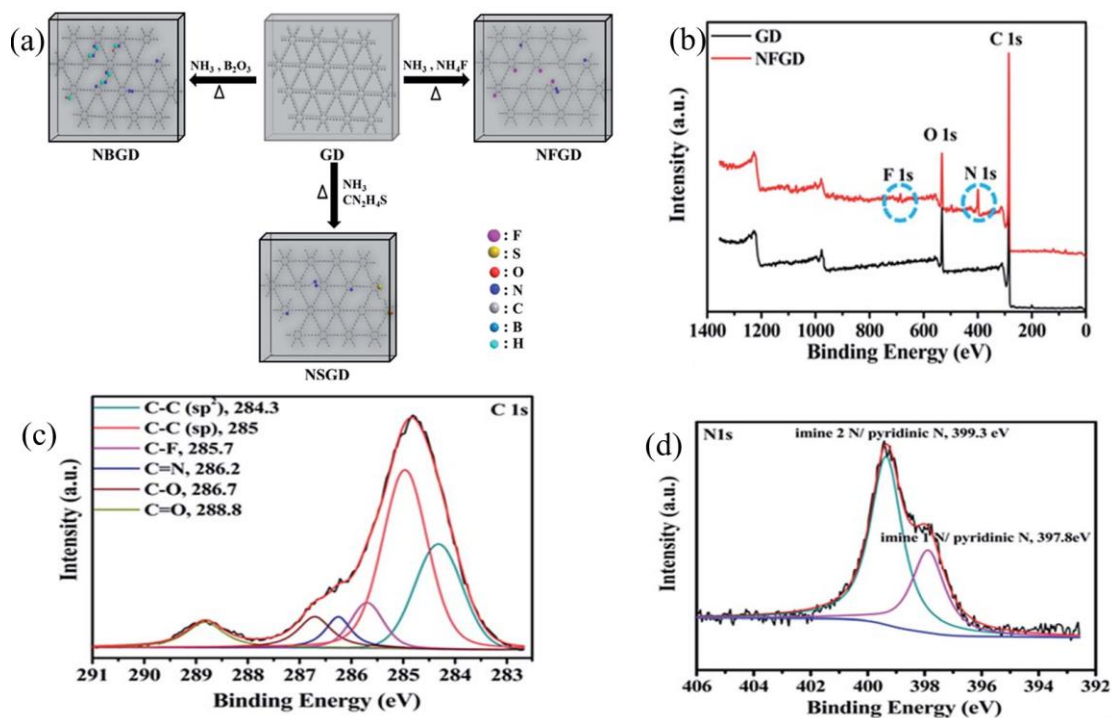 (a)
NH₃ , B₂O₃
Δ
NBGD
GD
NH₃ , NH₄F
Δ
NFGD
Δ
NH₃
CN₂H₄S
NSGD
: F
: S
: O
: N
: C
: B
: H
(b)
GD
NFGD
C 1s
O 1s
F 1s
N 1s
Intensity (a.u.)
1400 1200 1000 800 600 400 200 0
Binding Energy (eV)
(c)
C-C (sp²), 284.3
C-C (sp), 285
C-F, 285.7
C=N, 286.2
C-O, 286.7
C=O, 288.8
C 1s
Intensity (a.u.)
291 290 289 288 287 286 285 284 283
Binding Energy (eV)
(d)
N1s
imine 2 N/ pyridinic N, 399.3 eV
imine 1 N/ pyridinic N, 397.8eV
Intensity (a.u.)
406 404 402 400 398 396 394 392
Binding Energy (eV)